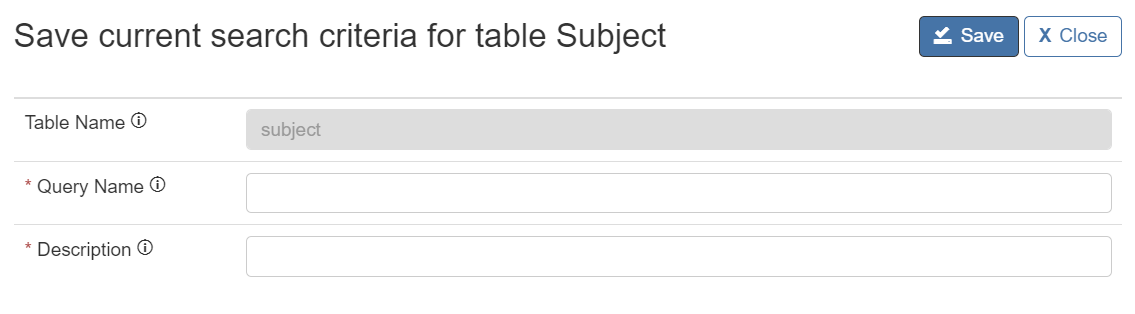 Save current search criteria for table Subject
Save
X Close
Table Name
subject
* Query Name
* Description